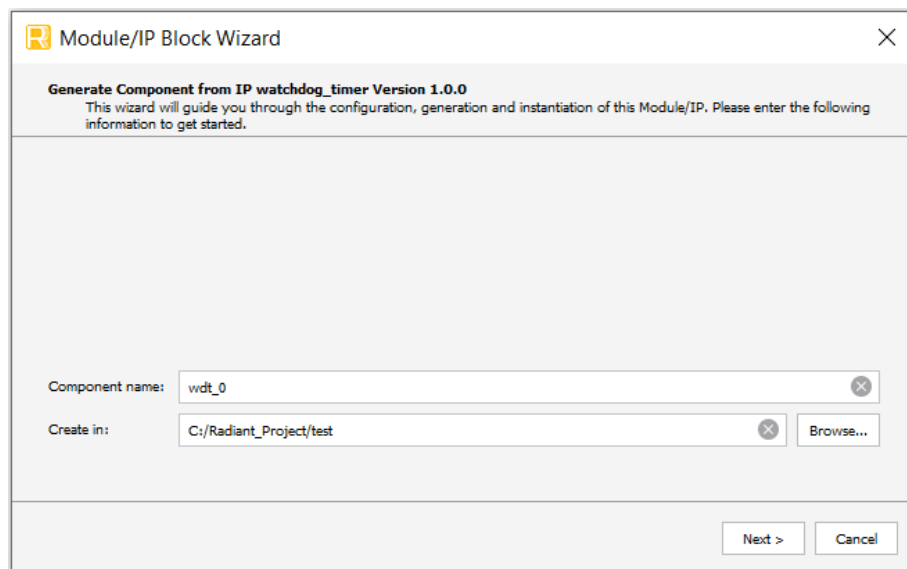 Module/IP Block Wizard
Generate Component from IP watchdog_timer Version 1.0.0
This wizard will guide you through the configuration, generation and instantiation of this Module/IP. Please enter the following
information to get started.
Component name: wdt_0
Create in: C:/Radiant_Project/test Browse...
Next > Cancel